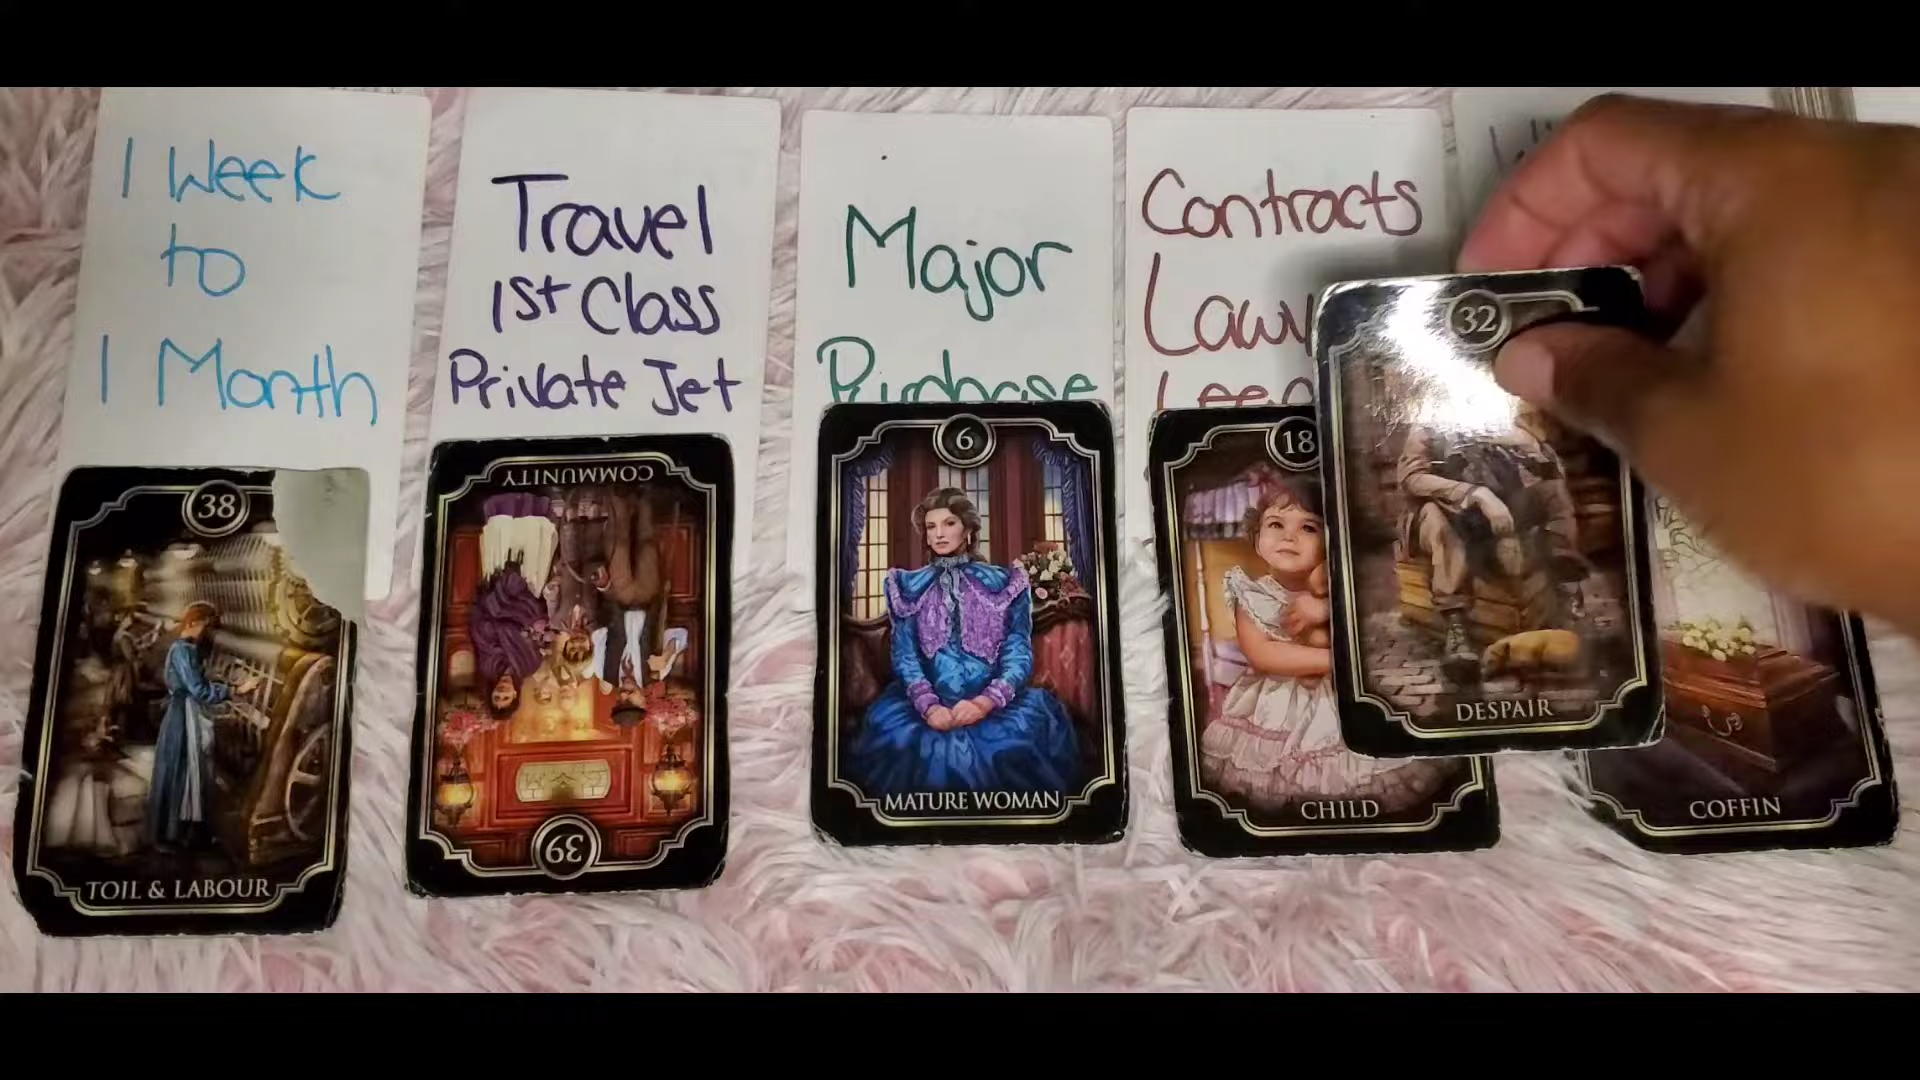 1 Week
to
1 Month
Travel
1st Class
Private Jet
Major
Purchase
Contracts
38
TOIL & LABOUR
COMMUNITY
39
6
MATURE WOMAN
18
CHILD
32
DESPAIR
COFFIN